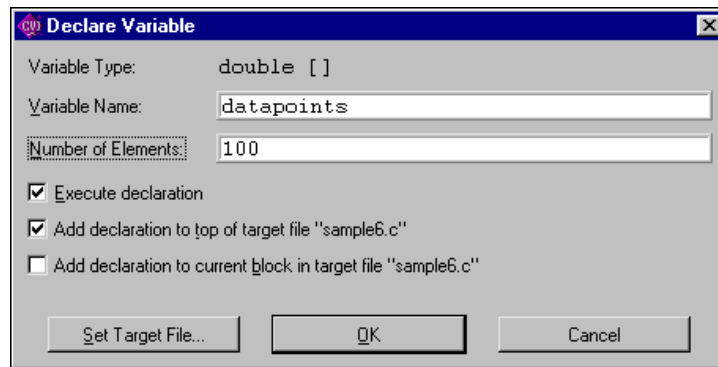 CVI Declare Variable
Variable Type: double []
Variable Name: datapoints
Number of Elements: 100
Execute declaration
Add declaration to top of target file "sample6.c"
Add declaration to current block in target file "sample6.c"
Set Target File... OK Cancel